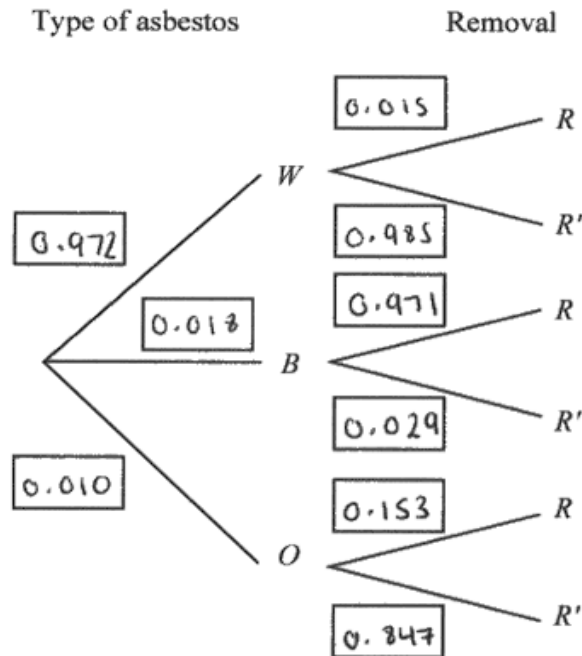 Type of asbestos Removal
0.015
R
W
0.972
0.985
R'
0.018
0.971
R
B
0.029
R'
0.010
0.153
R
O
0.847
R'